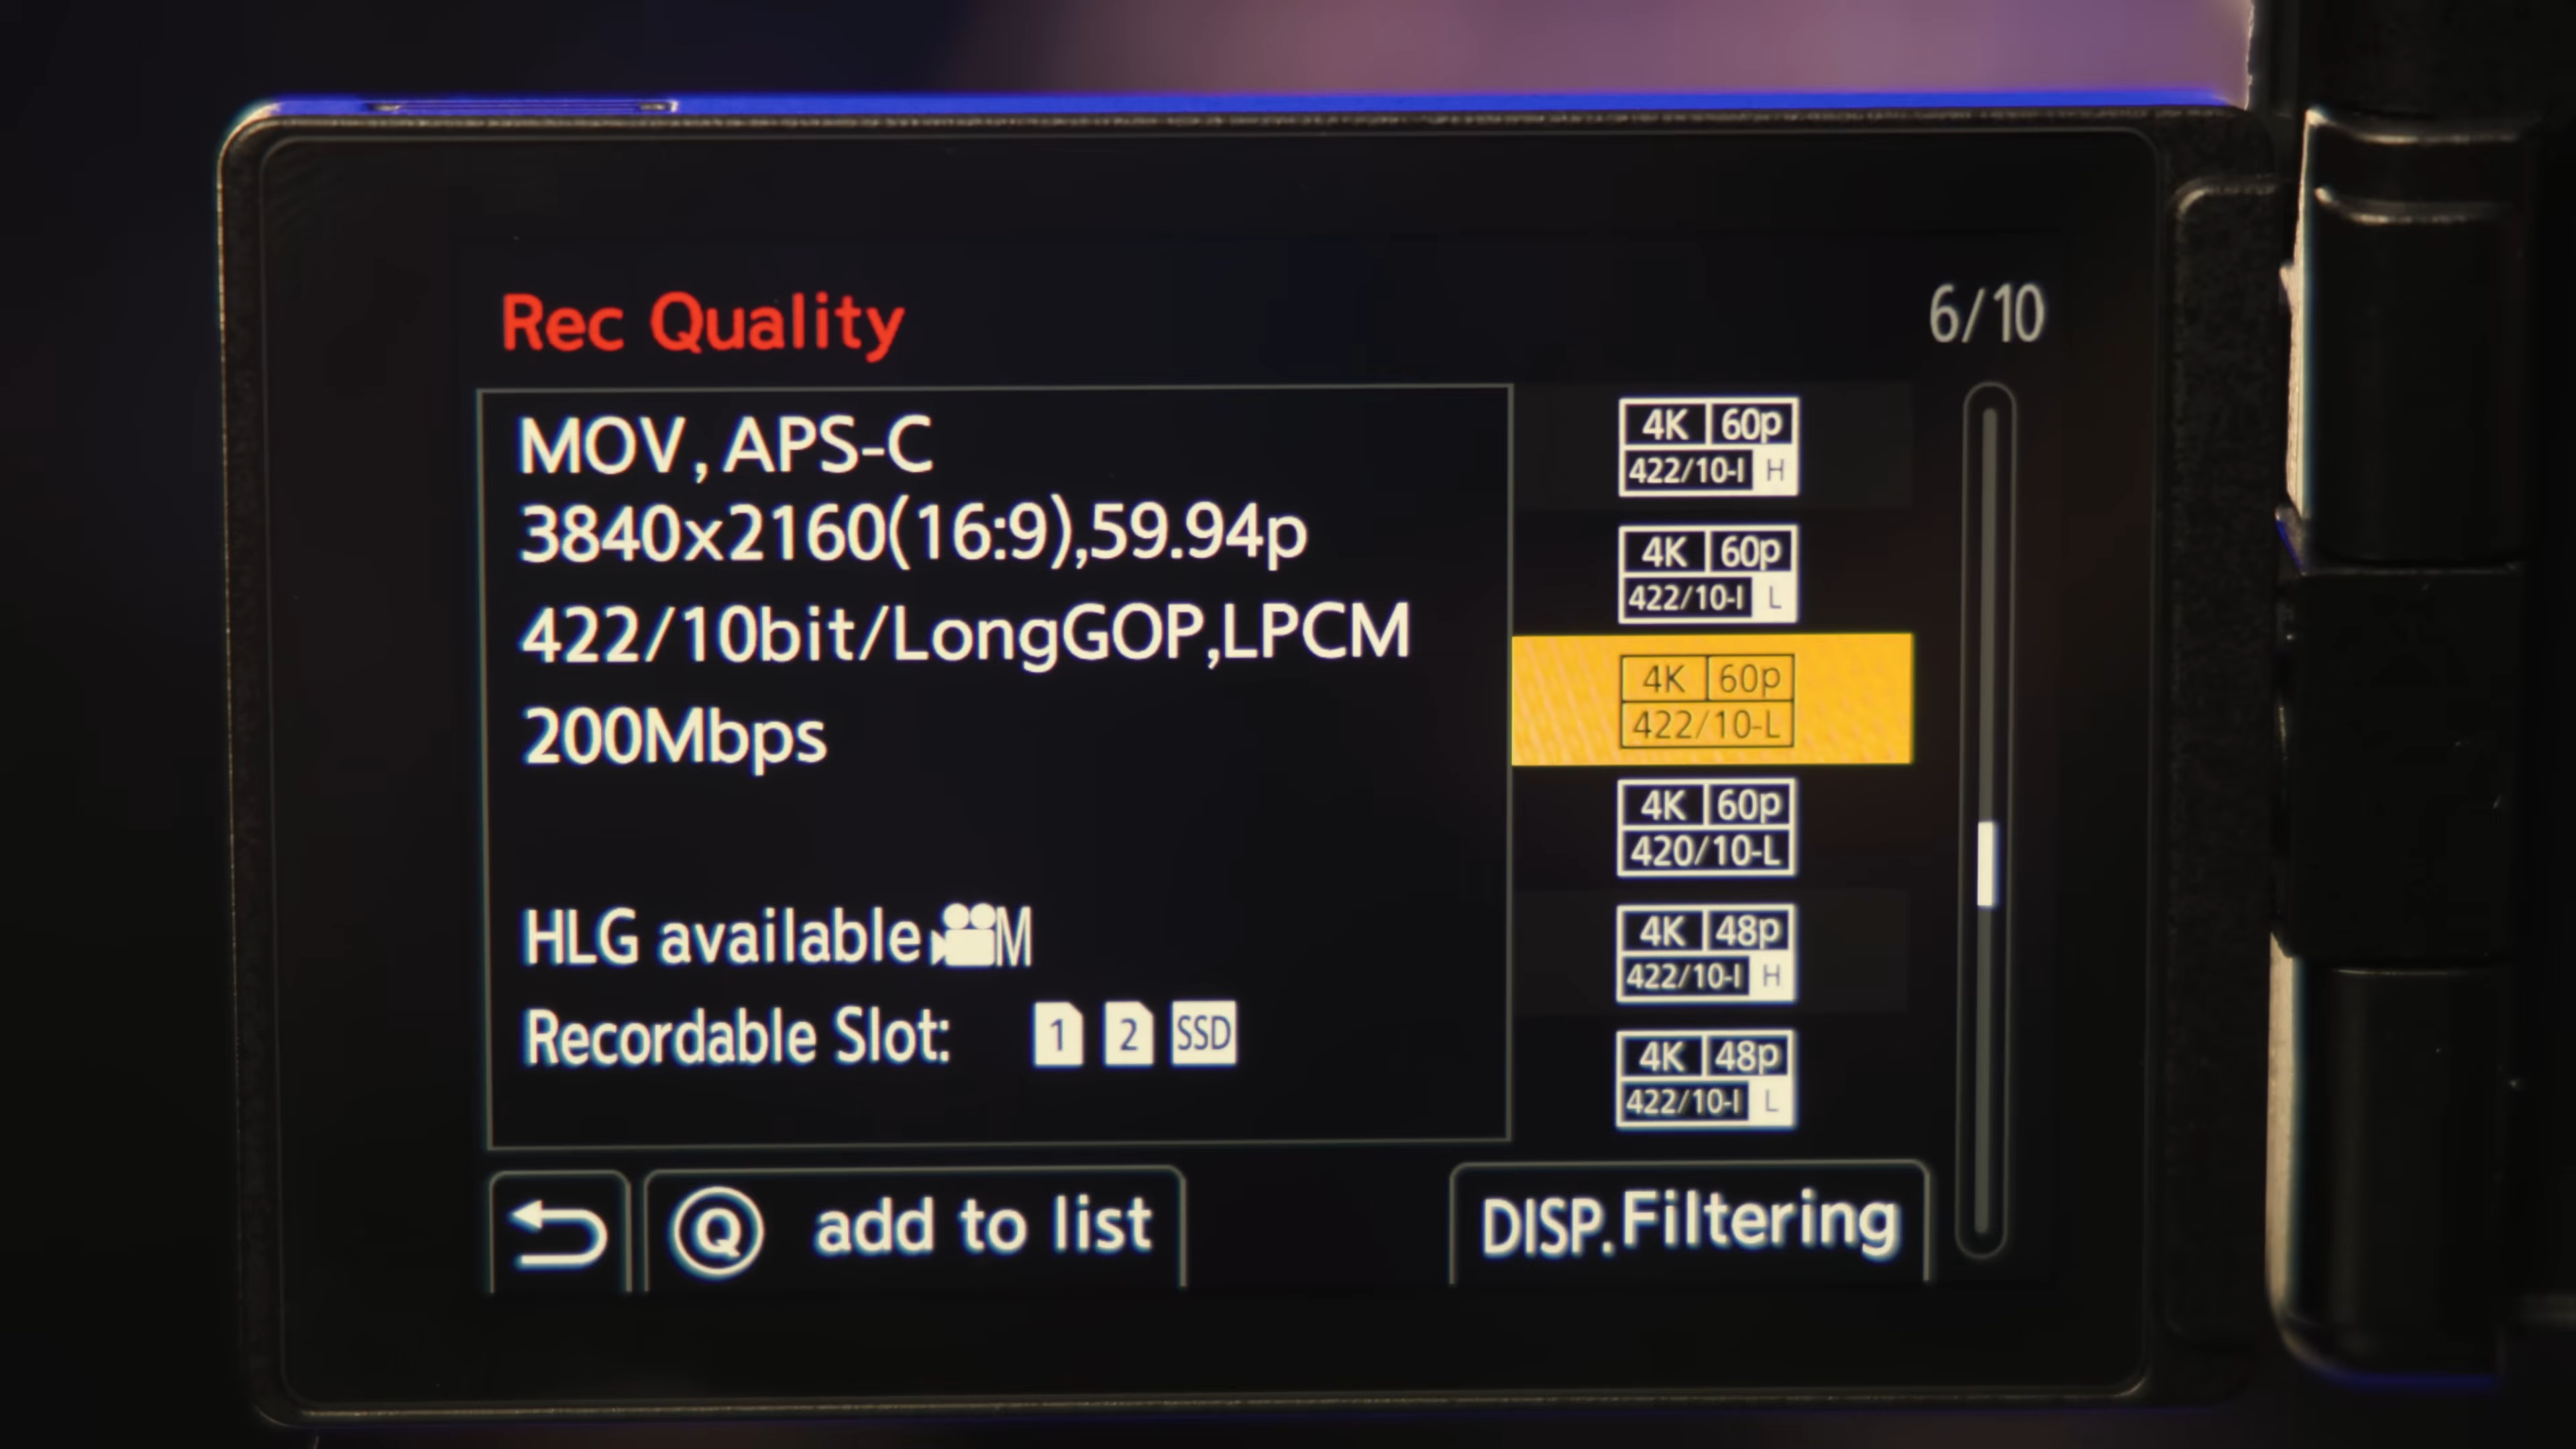 Rec Quality
6/10
MOV, APS-C
3840x2160(16:9),59.94p
422/10bit/LongGOP,LPCM
200Mbps
HLG available M
Recordable Slot: 1 2 SSD
4K 60p
422/10-I H
4K 60p
422/10-I L
4K 60p
422/10-L
4K 60p
420/10-L
4K 48p
422/10-I H
4K 48p
422/10-I L
Q add to list
DISP. Filtering